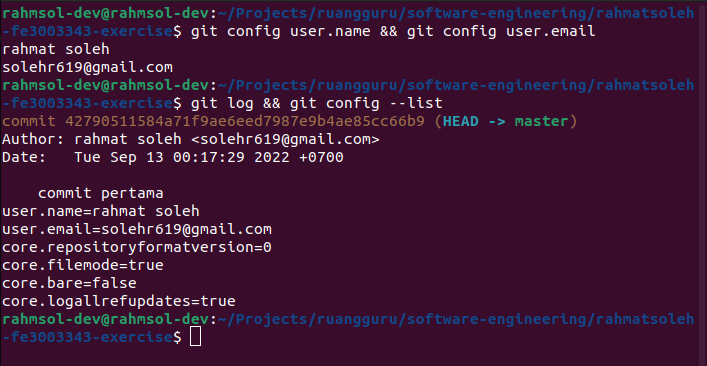 rahmsol-dev@rahmsol-dev:~/Projects/ruangguru/software-engineering/rahmatsoleh
-fe3003343-exercise$ git config user.name && git config user.email
rahmat soleh
solehr619@gmail.com
rahmsol-dev@rahmsol-dev:~/Projects/ruangguru/software-engineering/rahmatsoleh
-fe3003343-exercise$ git log && git config --list
commit 42790511584a71f9ae6eed7987e9b4ae85cc66b9 (HEAD -> master)
Author: rahmat soleh <solehr619@gmail.com>
Date:   Tue Sep 13 00:17:29 2022 +0700

    commit pertama
user.name=rahmat soleh
user.email=solehr619@gmail.com
core.repositoryformatversion=0
core.filemode=true
core.bare=false
core.logallrefupdates=true
rahmsol-dev@rahmsol-dev:~/Projects/ruangguru/software-engineering/rahmatsoleh
-fe3003343-exercise$